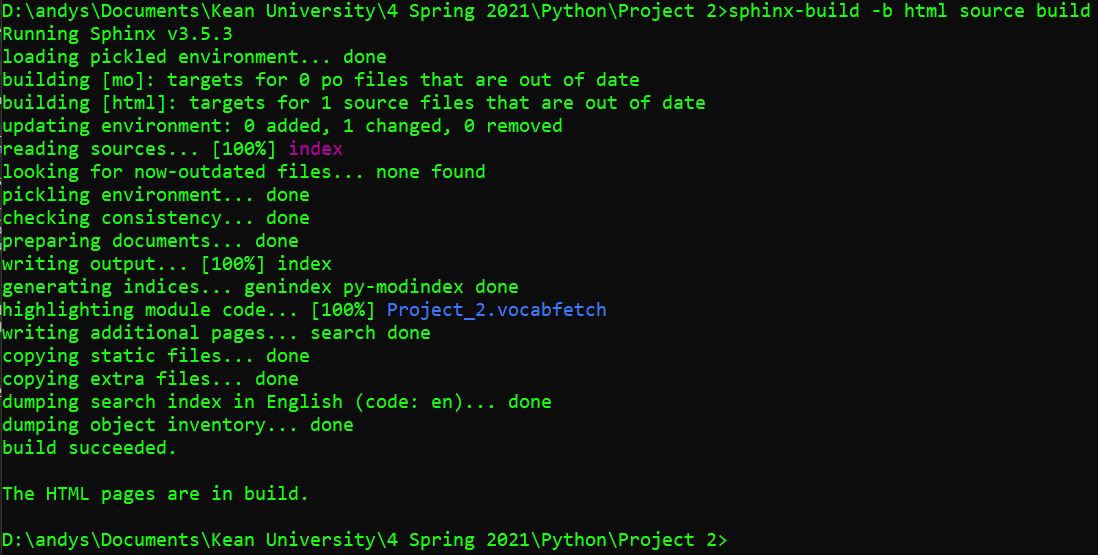 D:\andys\Documents\Kean University\4 Spring 2021\Python\Project 2>sphinx-build -b html source build
Running Sphinx v3.5.3
loading pickled environment... done
building [mo]: targets for 0 po files that are out of date
building [html]: targets for 1 source files that are out of date
updating environment: 0 added, 1 changed, 0 removed
reading sources... [100%] index
looking for now-outdated files... none found
pickling environment... done
checking consistency... done
preparing documents... done
writing output... [100%] index
generating indices... genindex py-modindex done
highlighting module code... [100%] Project_2.vocabfetch
writing additional pages... search done
copying static files... done
copying extra files... done
dumping search index in English (code: en)... done
dumping object inventory... done
build succeeded.

The HTML pages are in build.

D:\andys\Documents\Kean University\4 Spring 2021\Python\Project 2>